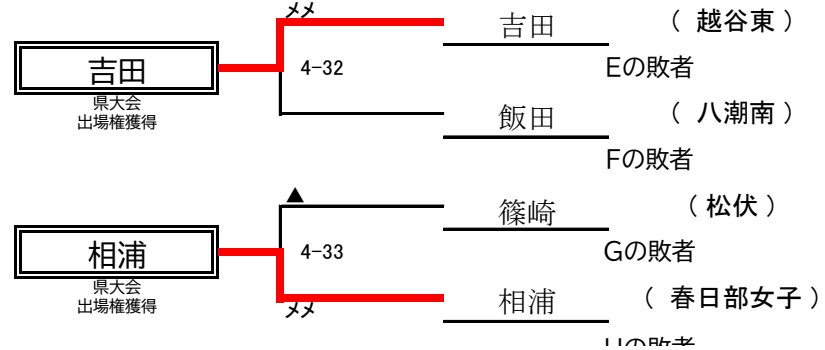 メメ
吉田 （ 越谷東 ）
吉田
4-32
Eの敗者
県大会
出場権獲得
飯田 （ 八潮南 ）
Fの敗者
▲
篠崎 （ 松伏 ）
相浦
4-33
Gの敗者
県大会
出場権獲得
メメ
相浦 （ 春日部女子 ）
の敗者